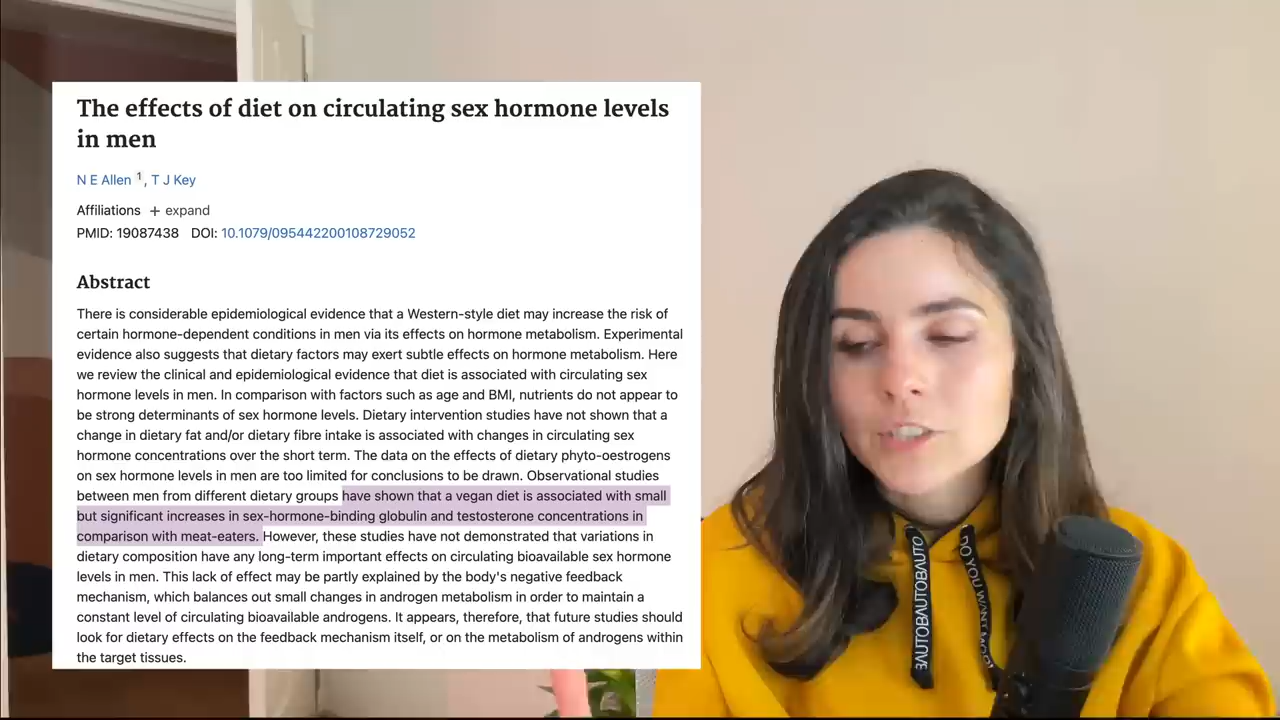 The effects of diet on circulating sex hormone levels
in men
N E Allen 1, T J Key
Affiliations + expand
PMID: 19087438 DOI: 10.1079/095442200108729052
Abstract
There is considerable epidemiological evidence that a Western-style diet may increase the risk of
certain hormone-dependent conditions in men via its effects on hormone metabolism. Experimental
evidence also suggests that dietary factors may exert subtle effects on hormone metabolism. Here
we review the clinical and epidemiological evidence that diet is associated with circulating sex
hormone levels in men. In comparison with factors such as age and BMI, nutrients do not appear to
be strong determinants of sex hormone levels. Dietary intervention studies have not shown that a
change in dietary fat and/or dietary fibre intake is associated with changes in circulating sex
hormone concentrations over the short term. The data on the effects of dietary phyto-oestrogens
on sex hormone levels in men are too limited for conclusions to be drawn. Observational studies
between men from different dietary groups have shown that a vegan diet is associated with small
but significant increases in sex-hormone-binding globulin and testosterone concentrations in
comparison with meat-eaters. However, these studies have not demonstrated that variations in
dietary composition have any long-term important effects on circulating bioavailable sex hormone
levels in men. This lack of effect may be partly explained by the body's negative feedback
mechanism, which balances out small changes in androgen metabolism in order to maintain a
constant level of circulating bioavailable androgens. It appears, therefore, that future studies should
look for dietary effects on the feedback mechanism itself, or on the metabolism of androgens within
the target tissues.
DO YOU WANT